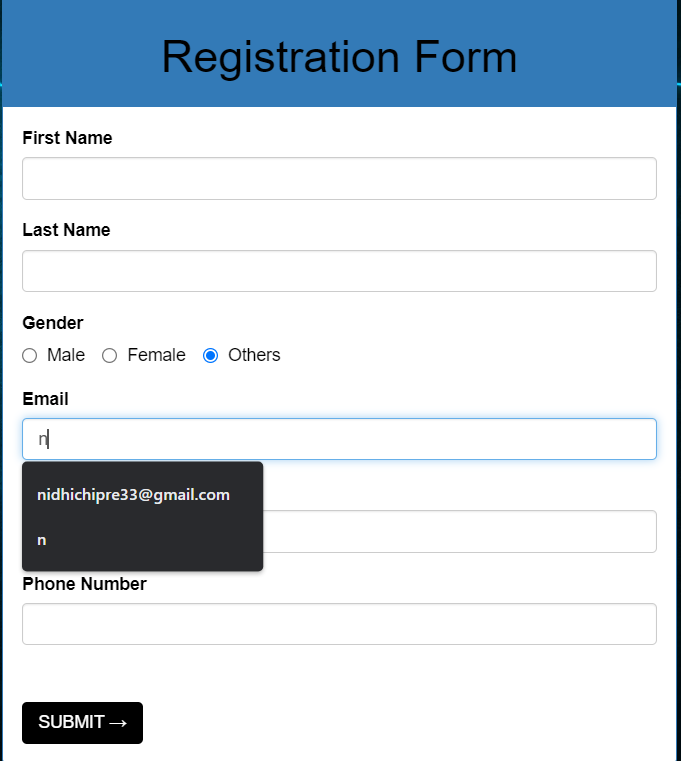 Registration Form
First Name
Last Name
Gender
Male Female Others
Email
n
nidhichipre33@gmail.com
n
Phone Number
SUBMIT →